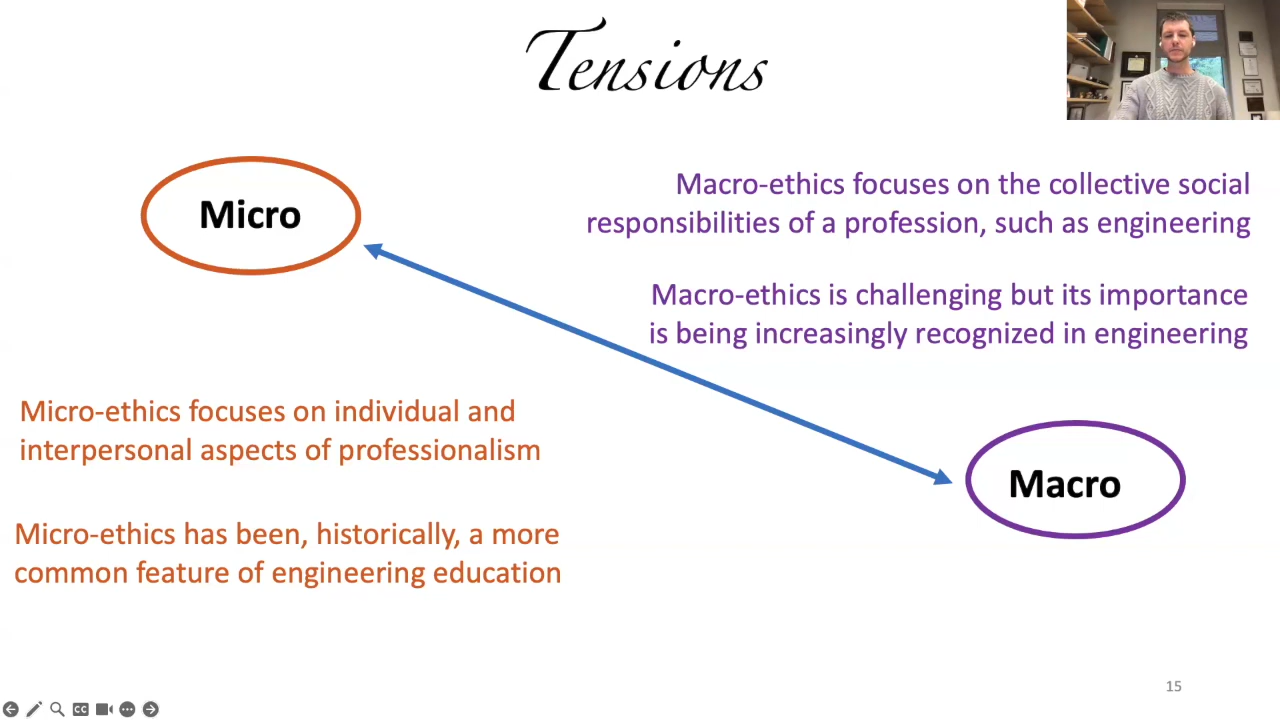 Tensions
Micro
Macro-ethics focuses on the collective social
responsibilities of a profession, such as engineering
Macro-ethics is challenging but its importance
is being increasingly recognized in engineering
Micro-ethics focuses on individual and
interpersonal aspects of professionalism
Macro
Micro-ethics has been, historically, a more
common feature of engineering education
15
CC